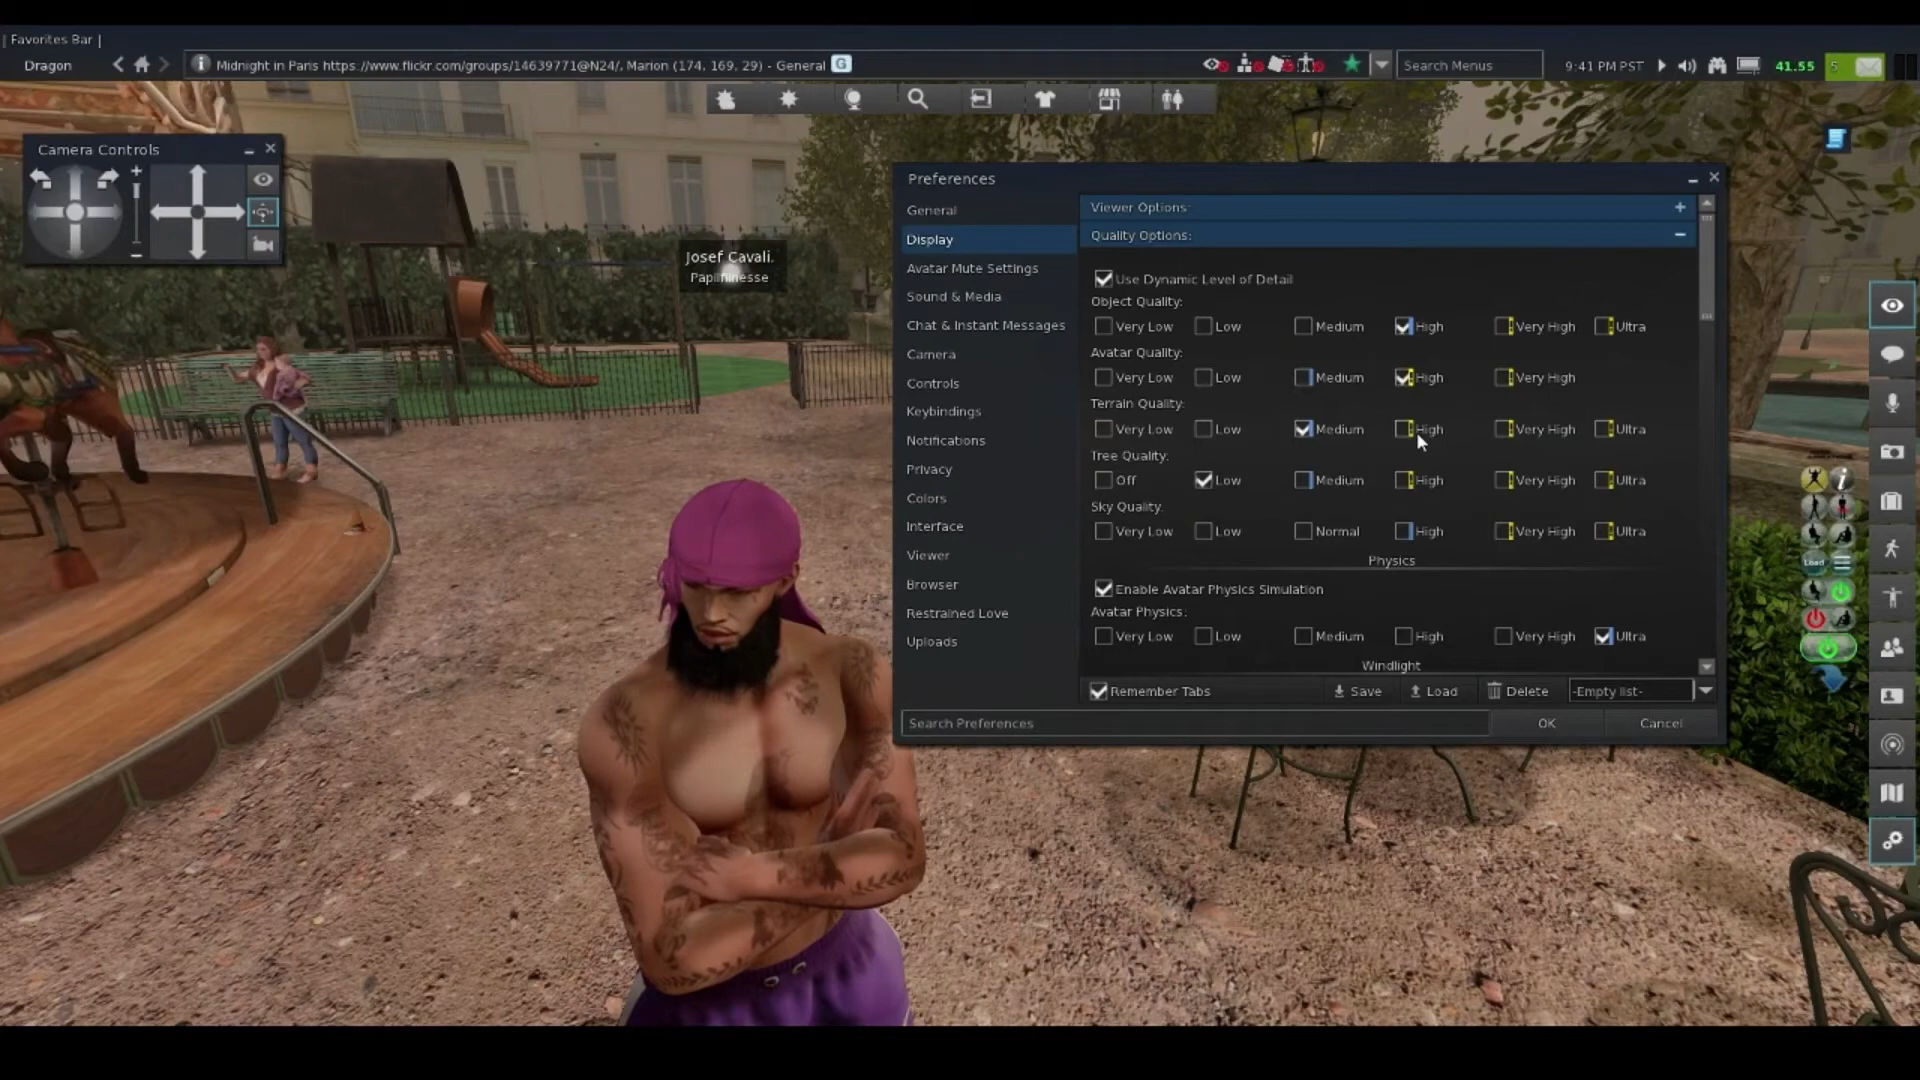 | Favorites Bar |
Dragon
Midnight in Paris https://www.flickr.com/groups/14639771@N24/, Marion (174, 169, 29) - General G
Search Menus
9:41 PM PST
41.55
5
Camera Controls
Josef Cavali.
Preferences
General
Display
Avatar Mute Settings
Sound & Media
Chat & Instant Messages
Camera
Controls
Keybindings
Notifications
Privacy
Colors
Interface
Viewer
Browser
Restrained Love
Uploads
Viewer Options:
Quality Options:
Use Dynamic Level of Detail
Object Quality:
Very Low Low Medium High Very High Ultra
Avatar Quality:
Very Low Low Medium High Very High
Terrain Quality:
Very Low Low Medium High Very High Ultra
Tree Quality:
Off Low Medium High Very High Ultra
Sky Quality.
Very Low Low Normal High Very High Ultra
Physics
Enable Avatar Physics Simulation
Avatar Physics:
Very Low Low Medium High Very High Ultra
Windlight
Remember Tabs Save Load Delete -Empty list-
Search Preferences OK Cancel
Load